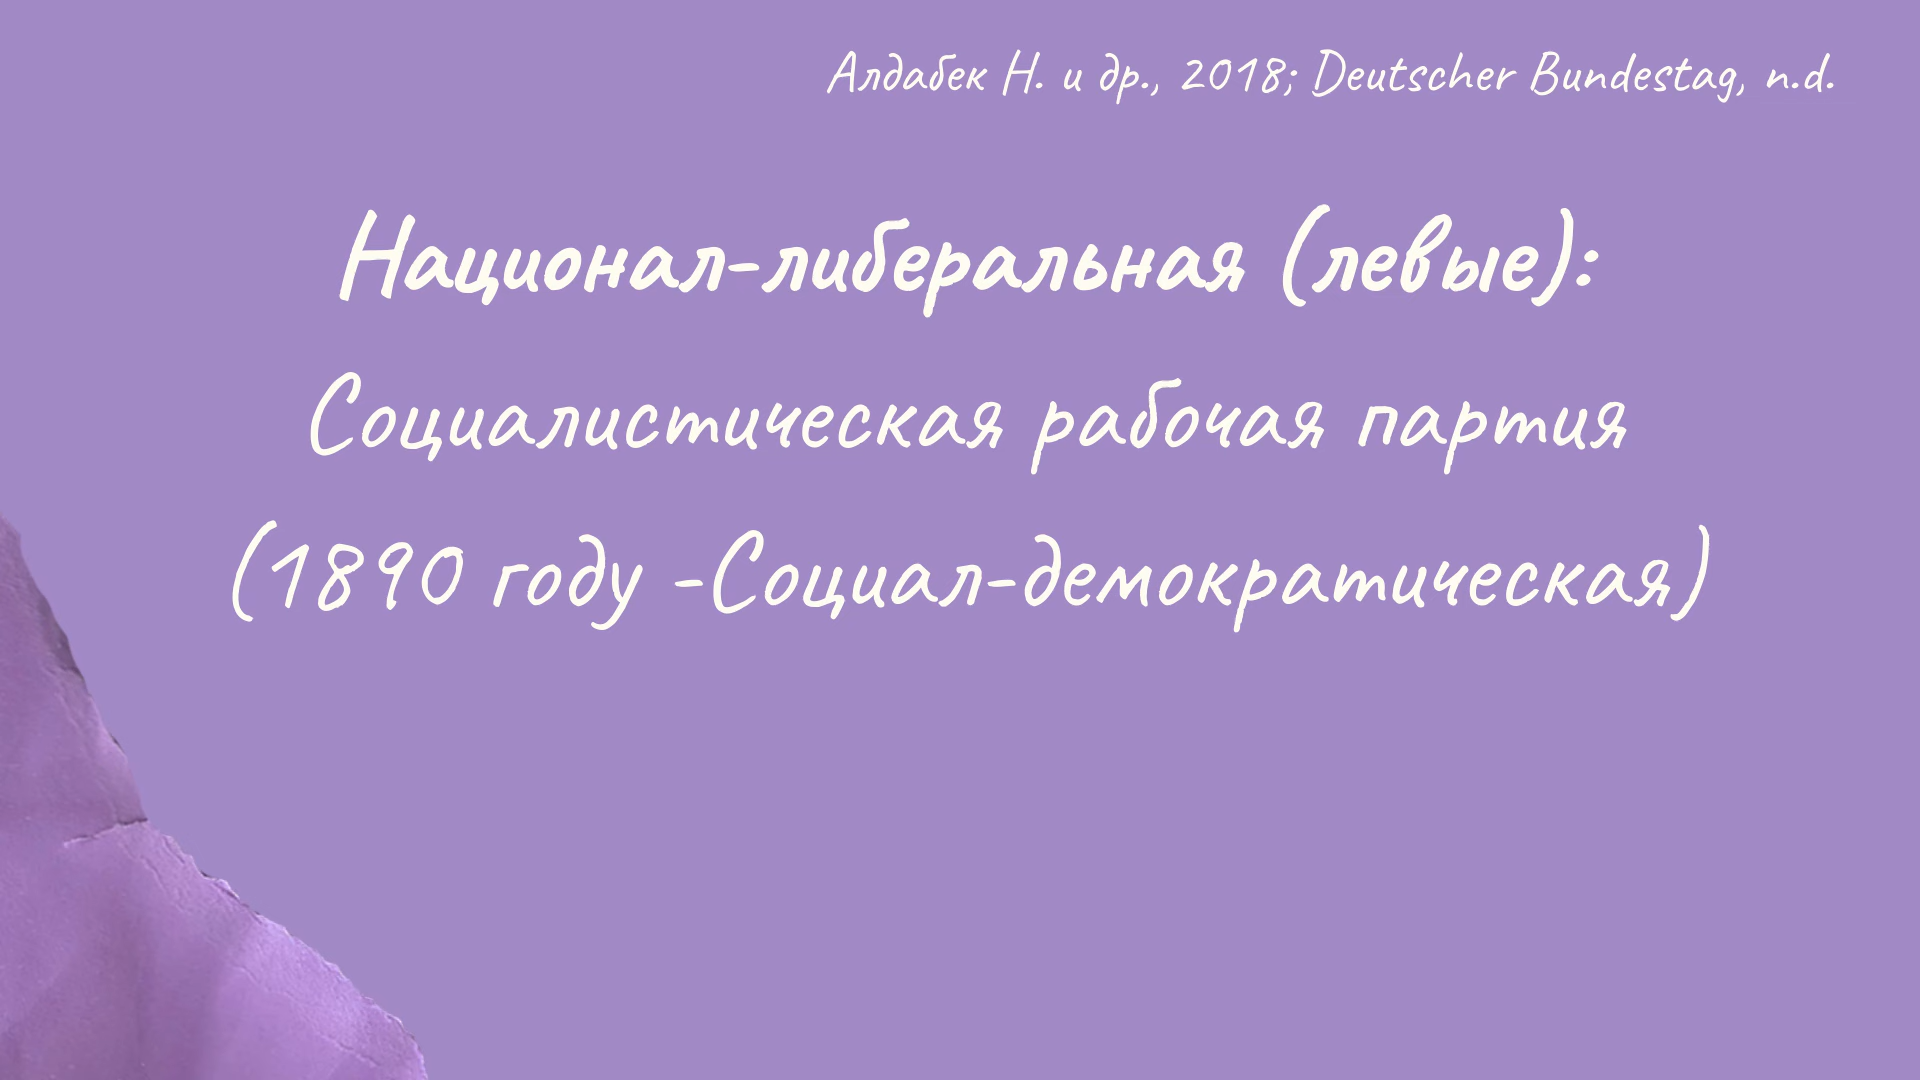 Алдабек Н. и др., 2018; Deutscher Bundestag, n.d.
Национал-либеральная (левые):
Социалистическая рабочая партия
(1890 году -Социал-демократическая)